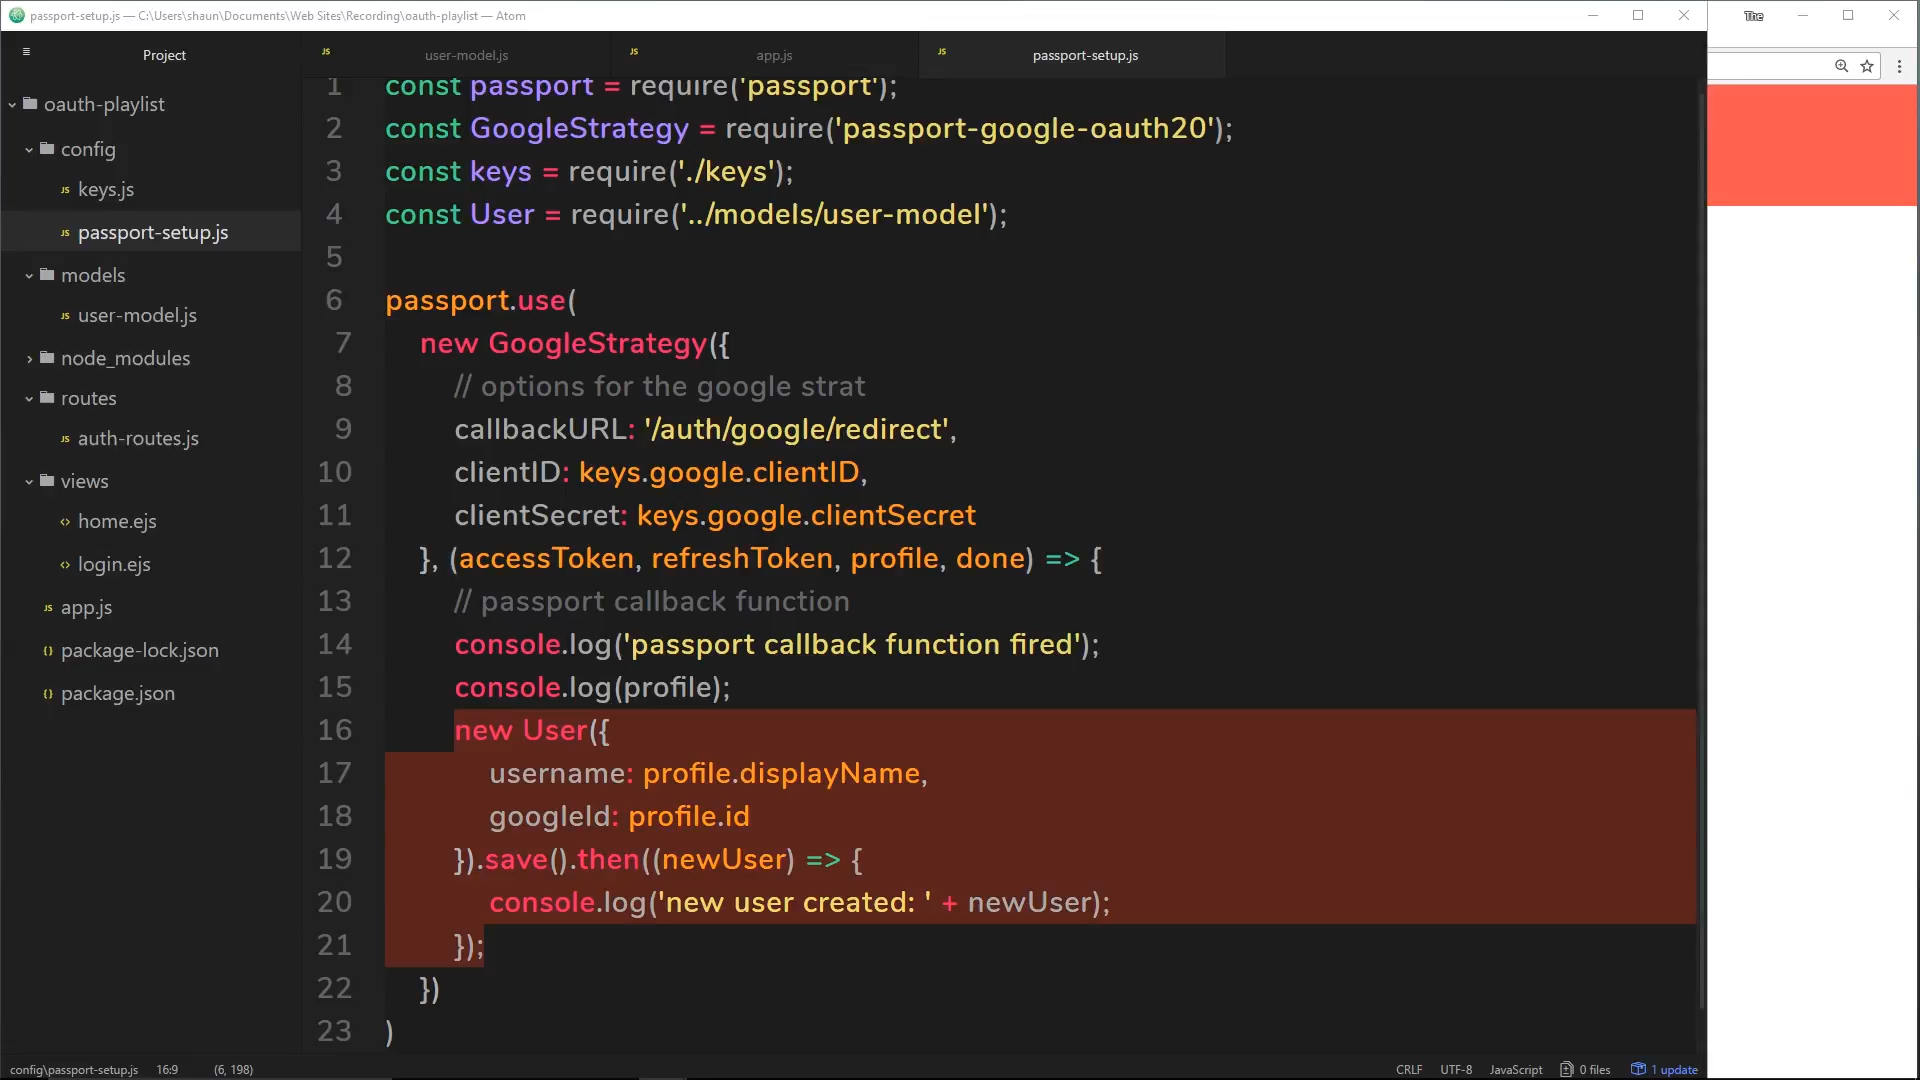 passport-setup.js — C:\Users\shaun\Documents\Web Sites\Recording\oauth-playlist — Atom
The
Project
user-model.js
app.js
passport-setup.js
oauth-playlist
config
keys.js
passport-setup.js
models
user-model.js
node_modules
routes
auth-routes.js
views
home.ejs
login.ejs
app.js
package-lock.json
package.json
1 const passport = require('passport');
2 const GoogleStrategy = require('passport-google-oauth20');
3 const keys = require('./keys');
4 const User = require('../models/user-model');
5
6 passport.use(
7 new GoogleStrategy({
8 // options for the google strat
9 callbackURL: '/auth/google/redirect',
10 clientID: keys.google.clientID,
11 clientSecret: keys.google.clientSecret
12 }, (accessToken, refreshToken, profile, done) => {
13 // passport callback function
14 console.log('passport callback function fired');
15 console.log(profile);
16 new User({
17 username: profile.displayName,
18 googleId: profile.id
19 }).save().then((newUser) => {
20 console.log('new user created: ' + newUser);
21 });
22 })
23 )
config\passport-setup.js 16:9 (6, 198)
CRLF UTF-8 JavaScript 0 files 1 update